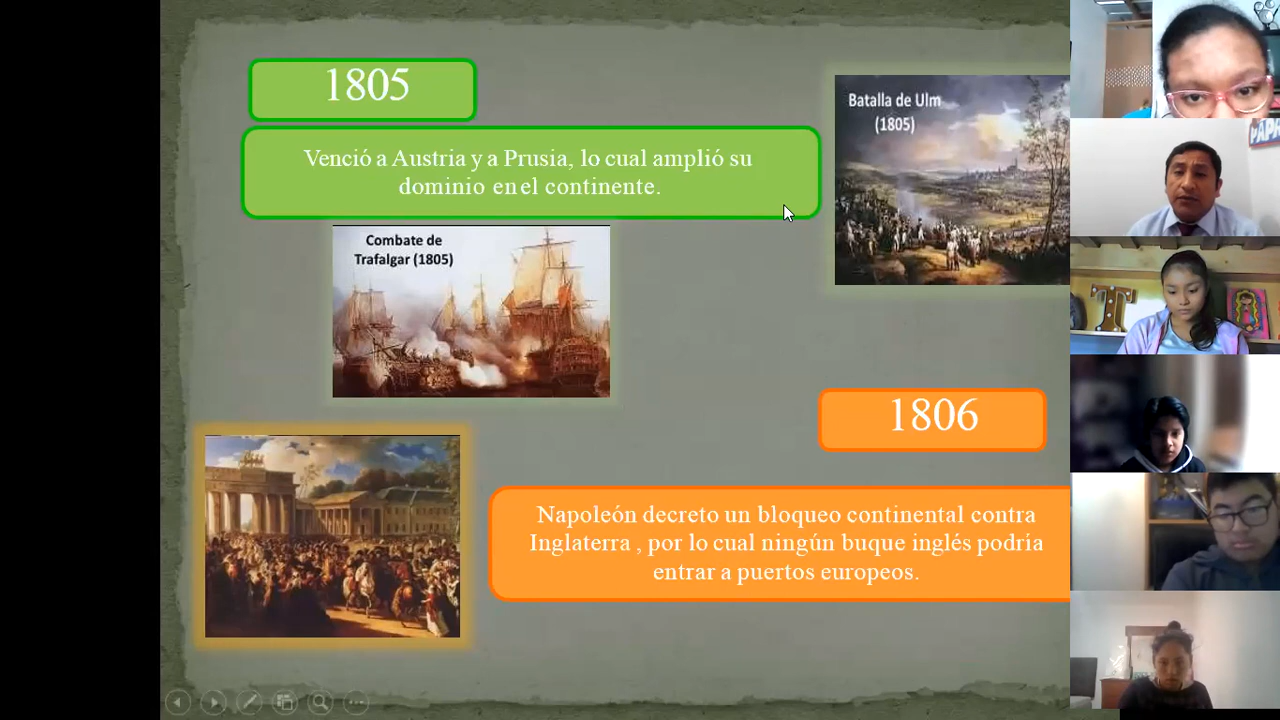 1805
Venció a Austria y a Prusia, lo cual amplió su
dominio en el continente.
Batalla de Ulm
(1805)
Combate de
Trafalgar (1805)
1806
Napoleón decreto un bloqueo continental contra
Inglaterra , por lo cual ningún buque inglés podría
entrar a puertos europeos.
T